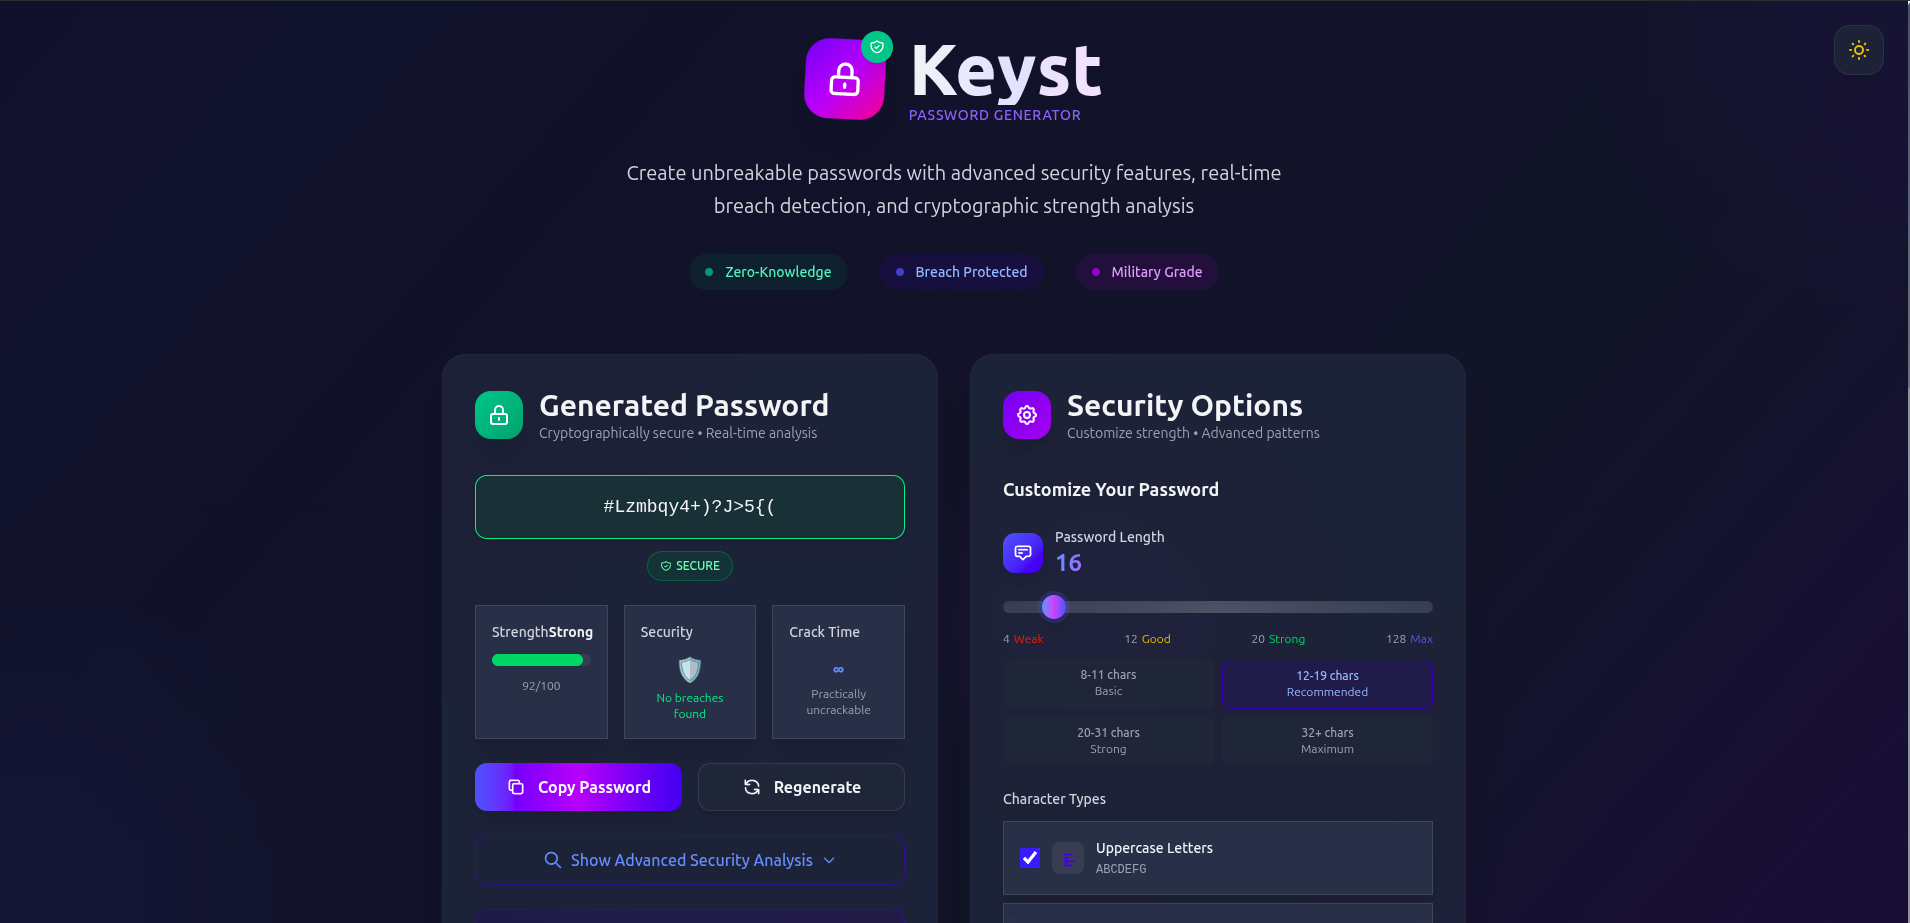 Keyst
PASSWORD GENERATOR
Create unbreakable passwords with advanced security features, real-time
breach detection, and cryptographic strength analysis
Zero-Knowledge
Breach Protected
Military Grade
Generated Password
Cryptographically secure • Real-time analysis
#Lzmbqy4+)?J>5{(
SECURE
StrengthStrong
92/100
Security
No breaches
found
Crack Time
∞
Practically
uncrackable
Copy Password
Regenerate
Show Advanced Security Analysis
Security Options
Customize strength • Advanced patterns
Customize Your Password
Password Length
16
4 Weak
12 Good
20 Strong
128 Max
8-11 chars
Basic
12-19 chars
Recommended
20-31 chars
Strong
32+ chars
Maximum
Character Types
Uppercase Letters
ABCDEFG